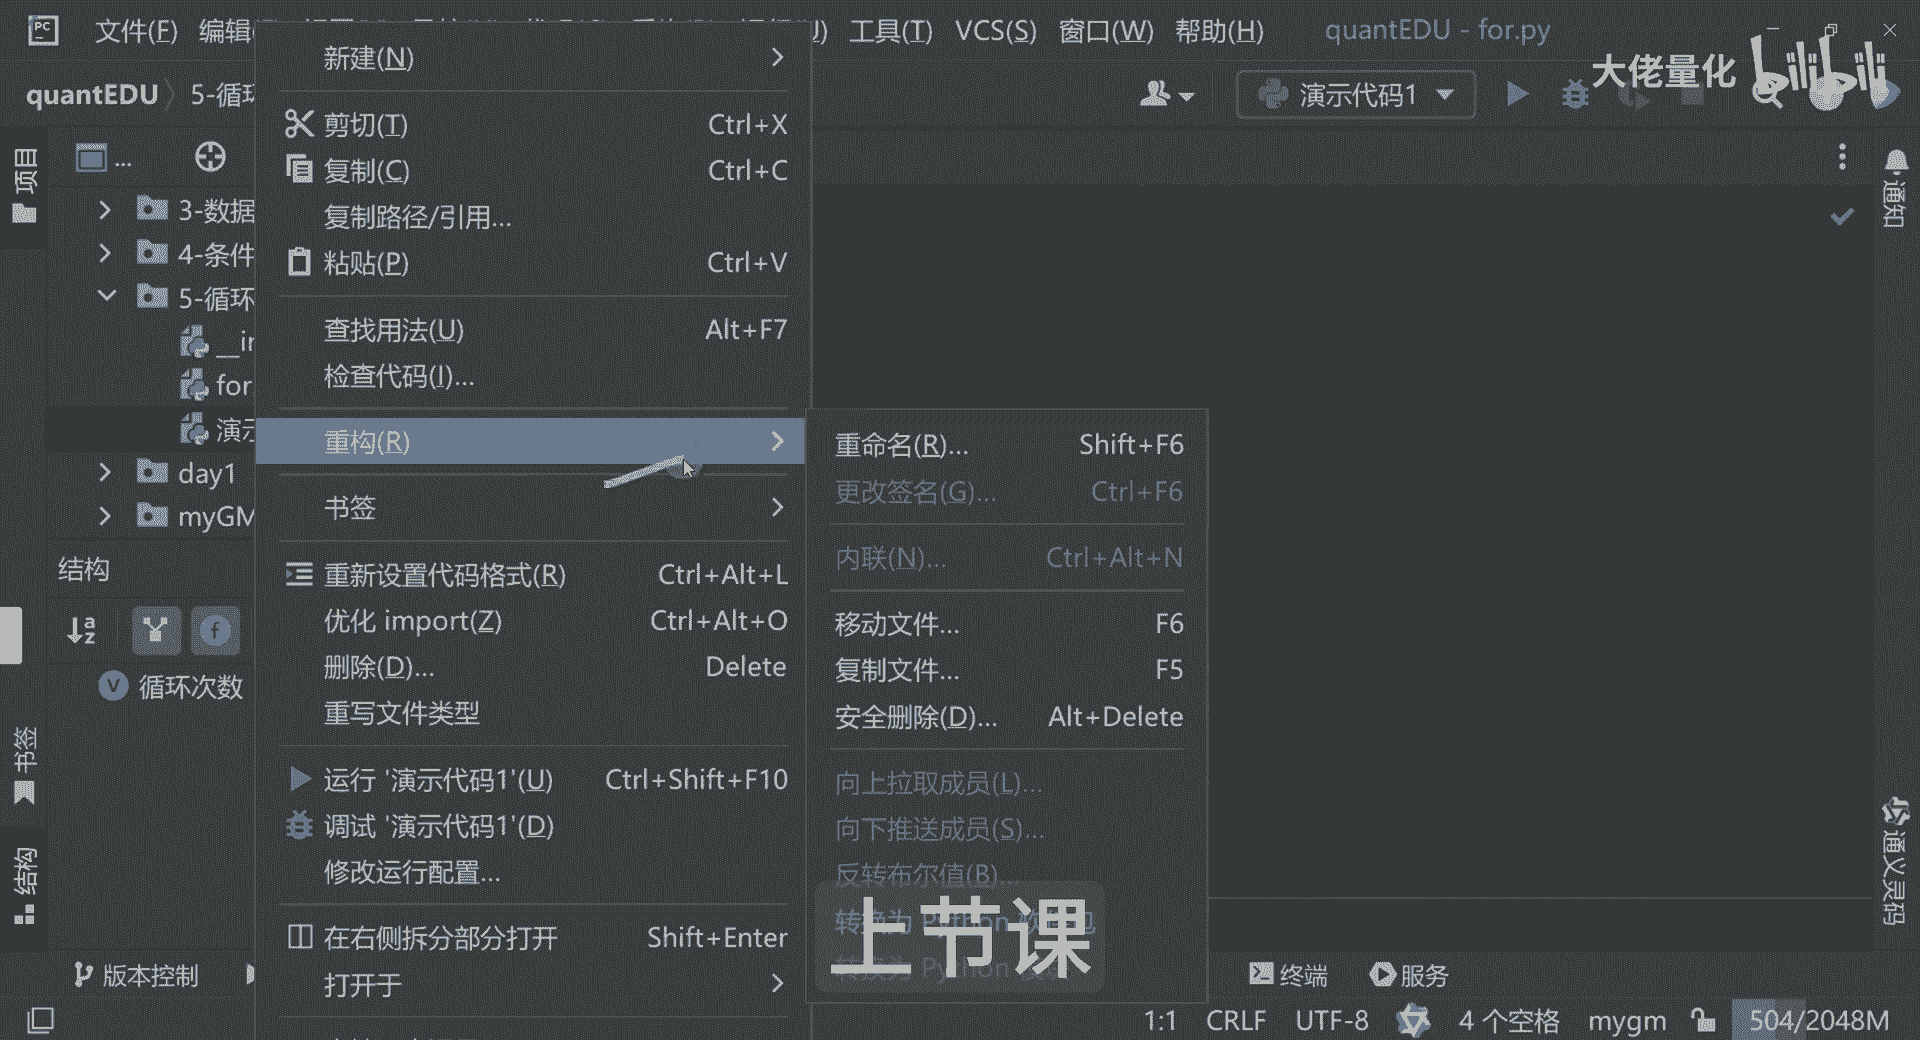 文件(F) 编辑 工具(T) VCS(S) 窗口(W) 帮助(H) quantEDU - for.py
大佬量化 bilibili
quantEDU 5-循环 演示代码1
项目
...
3-数据
4-条件
5-循环
for
演示
day1
myGM
结构
循环次数
书签
结构
版本控制
新建(N)
剪切(T) Ctrl+X
复制(C) Ctrl+C
复制路径/引用...
粘贴(P) Ctrl+V
查找用法(U) Alt+F7
检查代码(I)...
重构(R)
书签
重新设置代码格式(R) Ctrl+Alt+L
优化 import(Z) Ctrl+Alt+O
删除(D)... Delete
重写文件类型
运行 '演示代码1'(U) Ctrl+Shift+F10
调试 '演示代码1'(D)
修改运行配置...
在右侧拆分部分打开 Shift+Enter
打开于
重命名(R)... Shift+F6
更改签名(G)... Ctrl+F6
内联(N)... Ctrl+Alt+N
移动文件... F6
复制文件... F5
安全删除(D)... Alt+Delete
向上拉取成员(L)...
向下推送成员(S)...
反转布尔值(B)...
上节课
通知
通义灵码
终端 服务
1:1 CRLF UTF-8 4 个空格 mygm 504/2048M